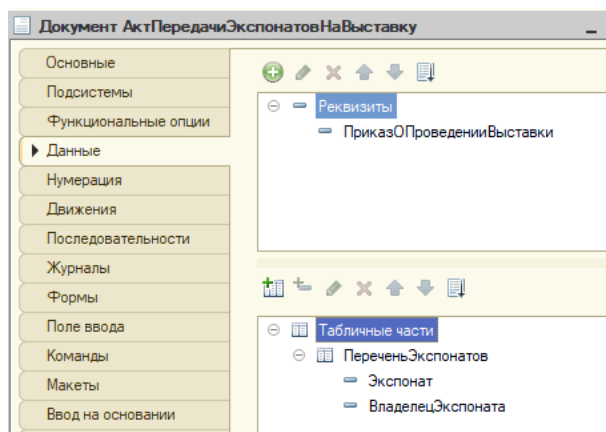 Документ АктПередачиЭкспонатовНаВыставку
Основные
Подсистемы
Функциональные опции
Данные
Нумерация
Движения
Последовательности
Журналы
Формы
Поле ввода
Команды
Макеты
Ввод на основании
Реквизиты
ПриказОПроведенииВыставки
Табличные части
ПереченьЭкспонатов
Экспонат
ВладелецЭкспоната